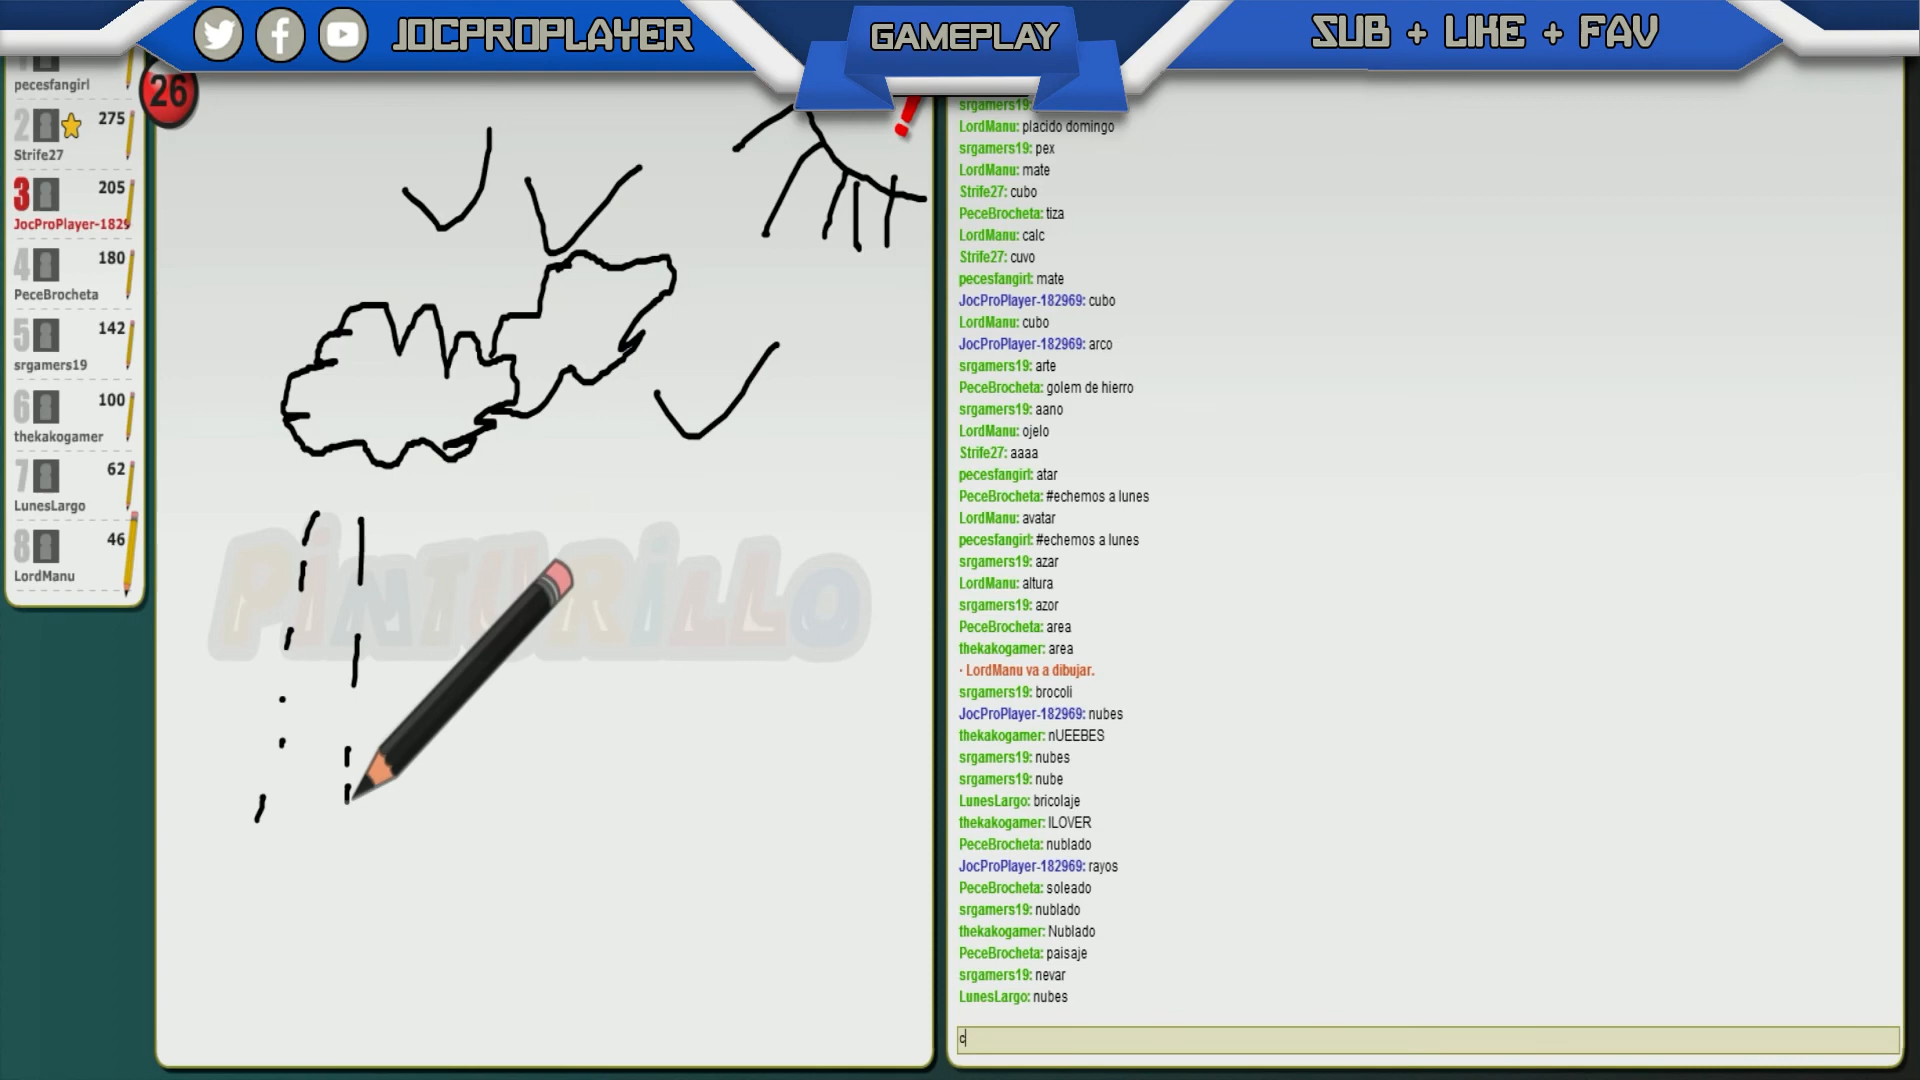 JOCPROPLAYER
GAMEPLAY
SUB + LIKE + FAV
pecesfangirl
26
2 275
Strife27
3 205
JocProPlayer-1829
4 180
PeceBrocheta
5 142
srgamers19
6 100
thekakogamer
7 62
LunesLargo
8 46
LordManu
PINTURILLO
srgamers19:
LordManu: placido domingo
srgamers19: pex
LordManu: mate
Strife27: cubo
PeceBrocheta: tiza
LordManu: calc
Strife27: cuvo
pecesfangirl: mate
JocProPlayer-182969: cubo
LordManu: cubo
JocProPlayer-182969: arco
srgamers19: arte
PeceBrocheta: golem de hierro
srgamers19: aano
LordManu: ojelo
Strife27: aaaa
pecesfangirl: atar
PeceBrocheta: #echemos a lunes
LordManu: avatar
pecesfangirl: #echemos a lunes
srgamers19: azar
LordManu: altura
srgamers19: azor
PeceBrocheta: area
thekakogamer: area
· LordManu va a dibujar.
srgamers19: brocoli
JocProPlayer-182969: nubes
thekakogamer: nUEEBES
srgamers19: nubes
srgamers19: nube
LunesLargo: bricolaje
thekakogamer: lLOVER
PeceBrocheta: nublado
JocProPlayer-182969: rayos
PeceBrocheta: soleado
srgamers19: nublado
thekakogamer: Nublado
PeceBrocheta: paisaje
srgamers19: nevar
LunesLargo: nubes
c